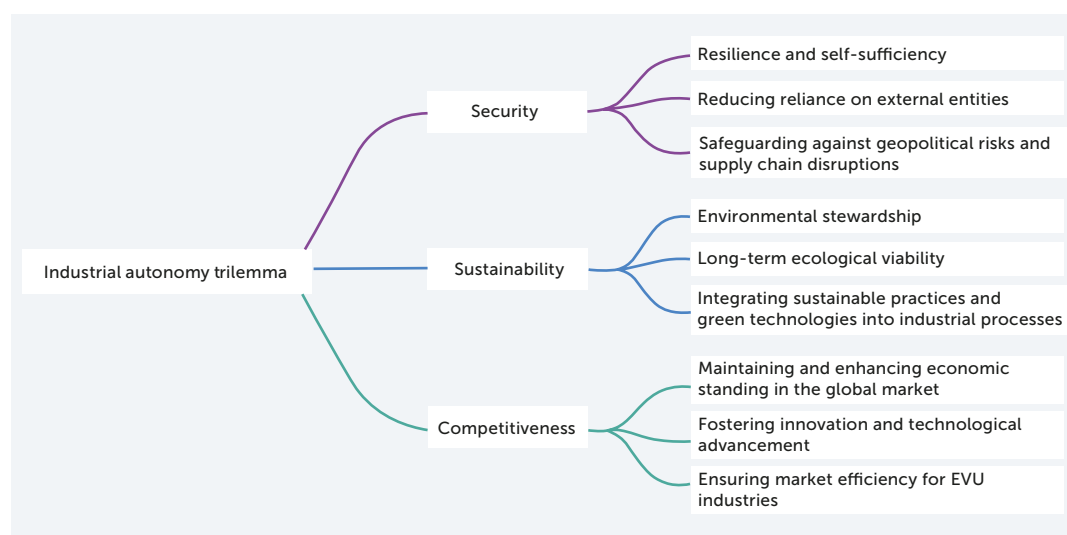 Industrial autonomy trilemma
Security
Resilience and self-sufficiency
Reducing reliance on external entities
Safeguarding against geopolitical risks and
supply chain disruptions
Sustainability
Environmental stewardship
Long-term ecological viability
Integrating sustainable practices and
green technologies into industrial processes
Competitiveness
Maintaining and enhancing economic
standing in the global market
Fostering innovation and technological
advancement
Ensuring market efficiency for EVU
industries